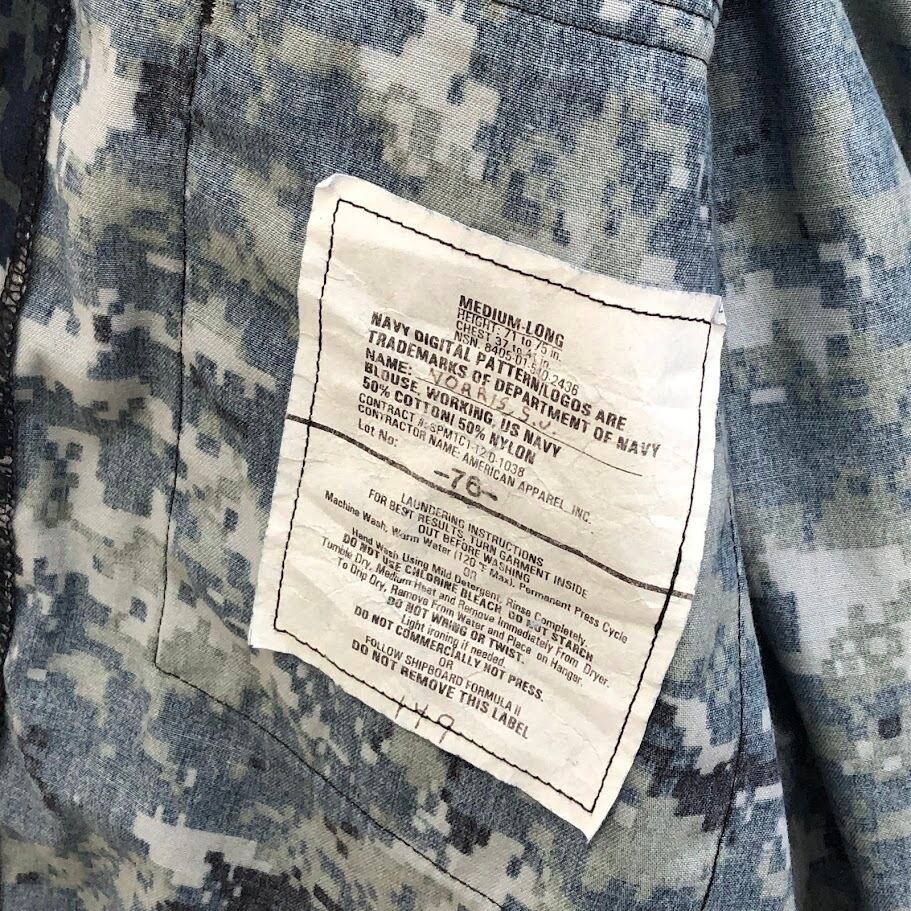 MEDIUM-LONG
HEIGHT: 71 to 75 in.
CHEST: 37 to 41 in.
NSN: 8405-01-540-2436
NAVY DIGITAL PATTERN/LOGOS ARE
TRADEMARKS OF DEPARTMENT OF NAVY
NAME: NORRIS, S.J.
BLOUSE, WORKING, US NAVY
50% COTTON 50% NYLON
CONTRACT #: SPM1C1-12-D-1038
CONTRACTOR NAME: AMERICAN APPAREL, INC.
Lot No:
-76-
LAUNDERING INSTRUCTIONS
FOR BEST RESULTS, TURN GARMENT INSIDE
OUT BEFORE WASHING
Machine Wash. Warm Water (120°F Max). Permanent Press Cycle
OR
Hand Wash Using Mild Detergent, Rinse Completely.
DO NOT USE CHLORINE BLEACH. DO NOT STARCH
Tumble Dry, Medium Heat and Remove Immediately From Dryer.
To Drip Dry, Remove From Water and Place on Hanger.
DO NOT WRING OR TWIST.
Light ironing if needed.
DO NOT COMMERCIALLY HOT PRESS.
OR
FOLLOW SHIPBOARD FORMULA II
DO NOT REMOVE THIS LABEL
149